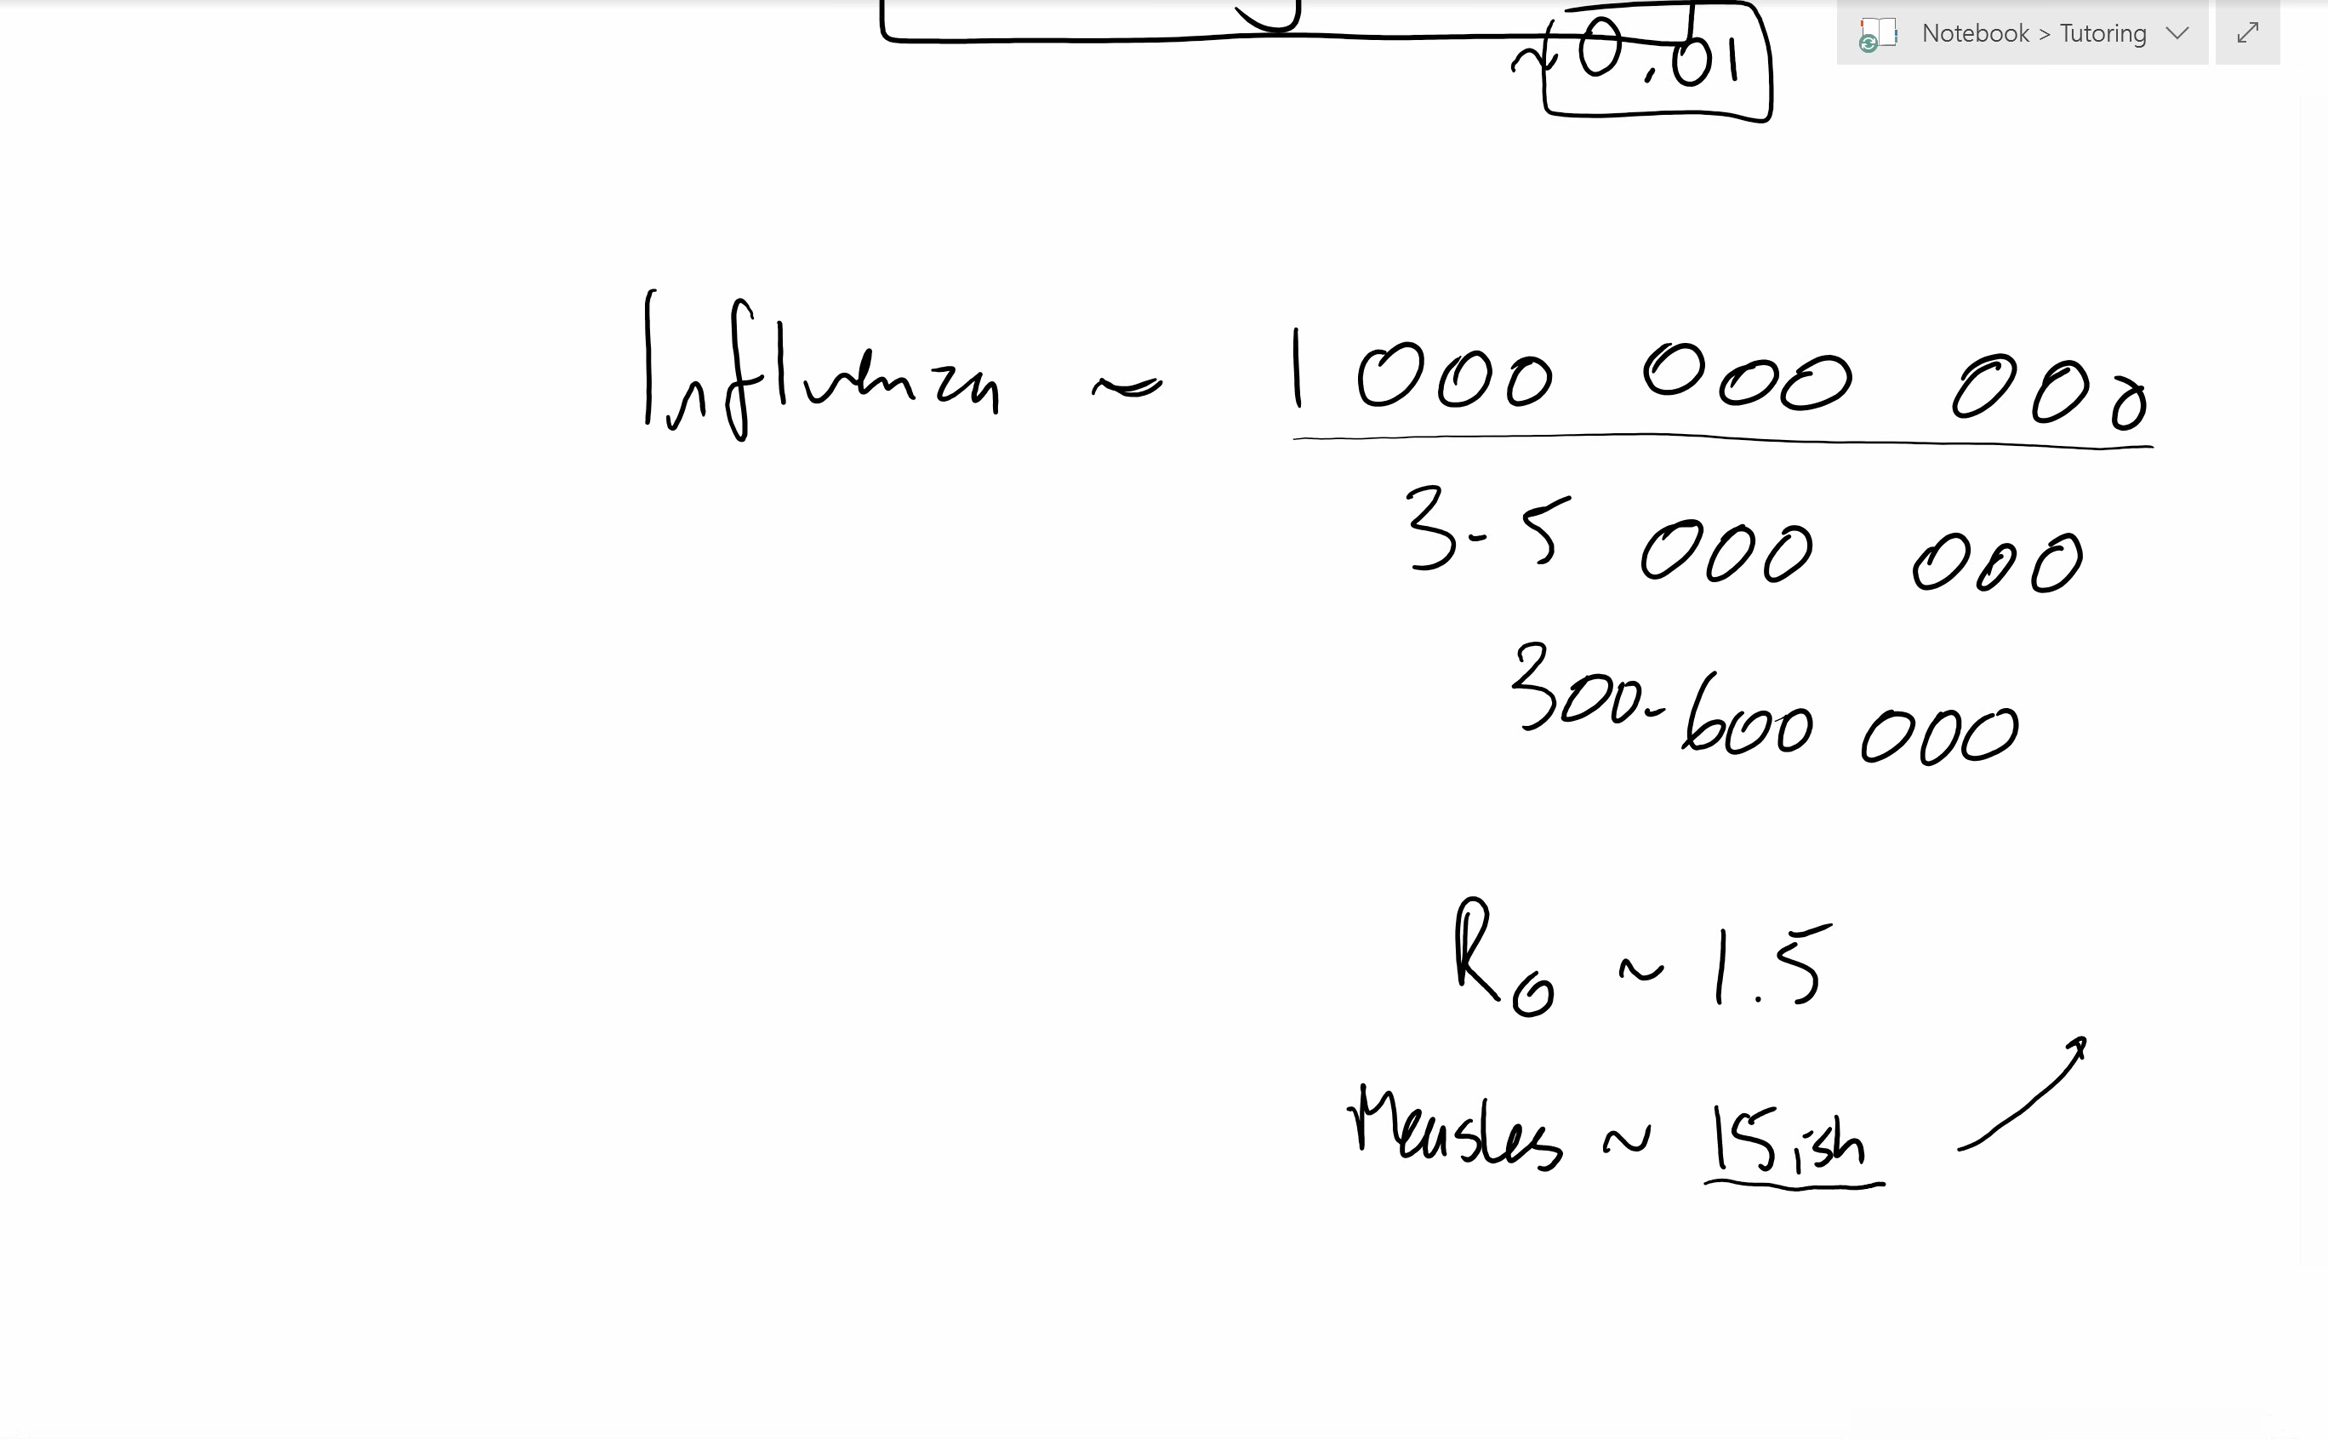 Notebook > Tutoring
~0.01
Influenza ~ 1 000 000 000
3-5 000 000
300-600 000
R0 ~ 1.5
Measles ~ 15ish